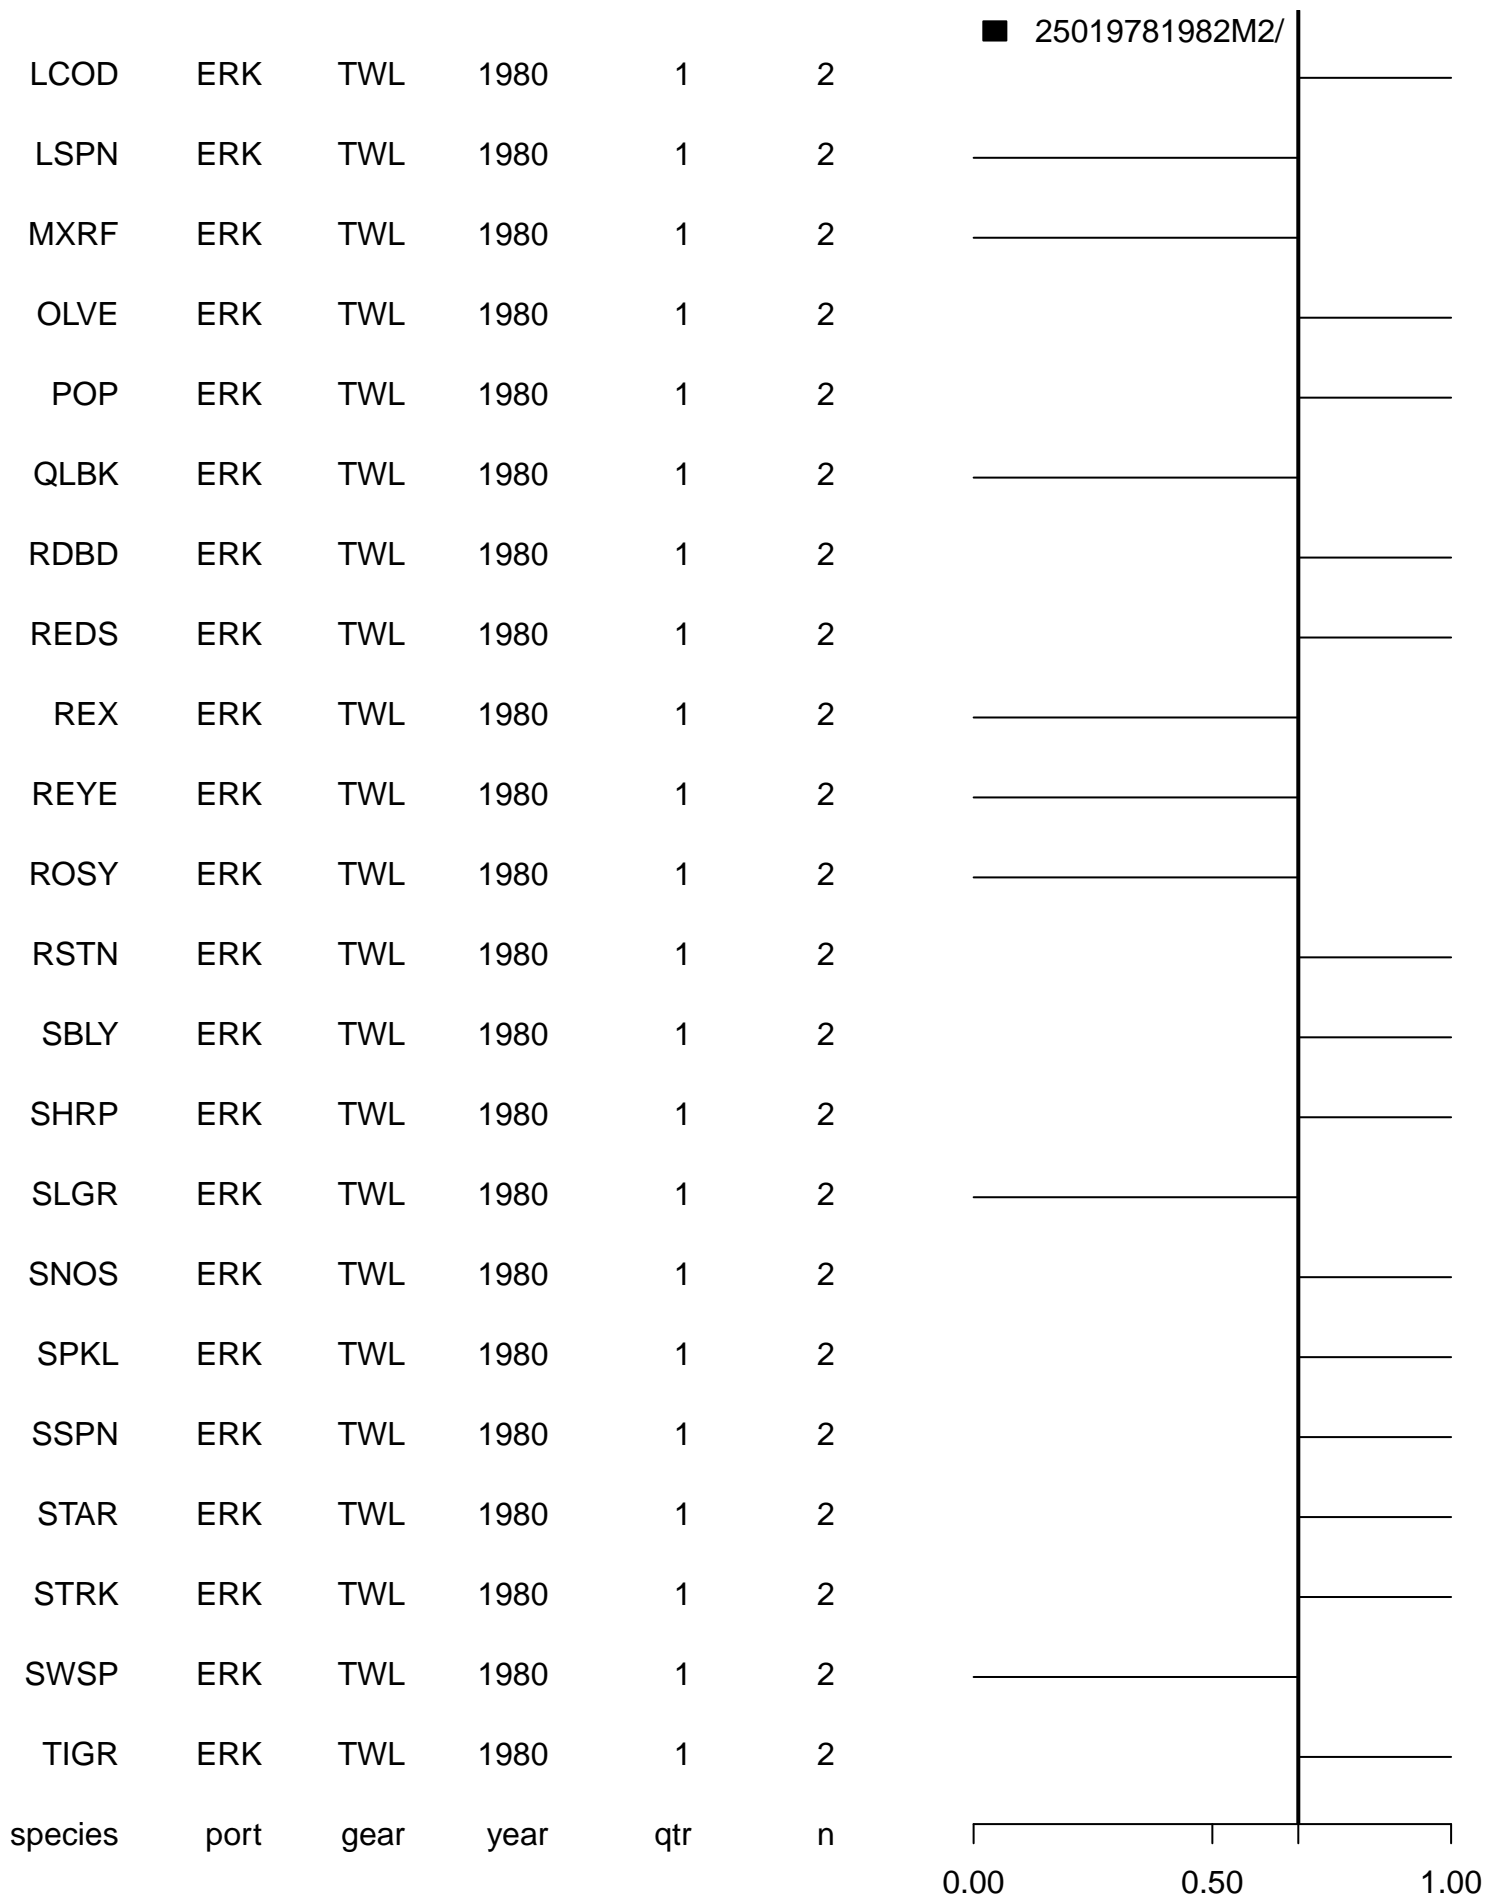 25019781982M2/
LCOD ERK TWL 1980 1 2
LSPN ERK TWL 1980 1 2
MXRF ERK TWL 1980 1 2
OLVE ERK TWL 1980 1 2
POP ERK TWL 1980 1 2
QLBK ERK TWL 1980 1 2
RDBD ERK TWL 1980 1 2
REDS ERK TWL 1980 1 2
REX ERK TWL 1980 1 2
REYE ERK TWL 1980 1 2
ROSY ERK TWL 1980 1 2
RSTN ERK TWL 1980 1 2
SBLY ERK TWL 1980 1 2
SHRP ERK TWL 1980 1 2
SLGR ERK TWL 1980 1 2
SNOS ERK TWL 1980 1 2
SPKL ERK TWL 1980 1 2
SSPN ERK TWL 1980 1 2
STAR ERK TWL 1980 1 2
STRK ERK TWL 1980 1 2
SWSP ERK TWL 1980 1 2
TIGR ERK TWL 1980 1 2
species port gear year qtr n
0.00 0.50 1.00